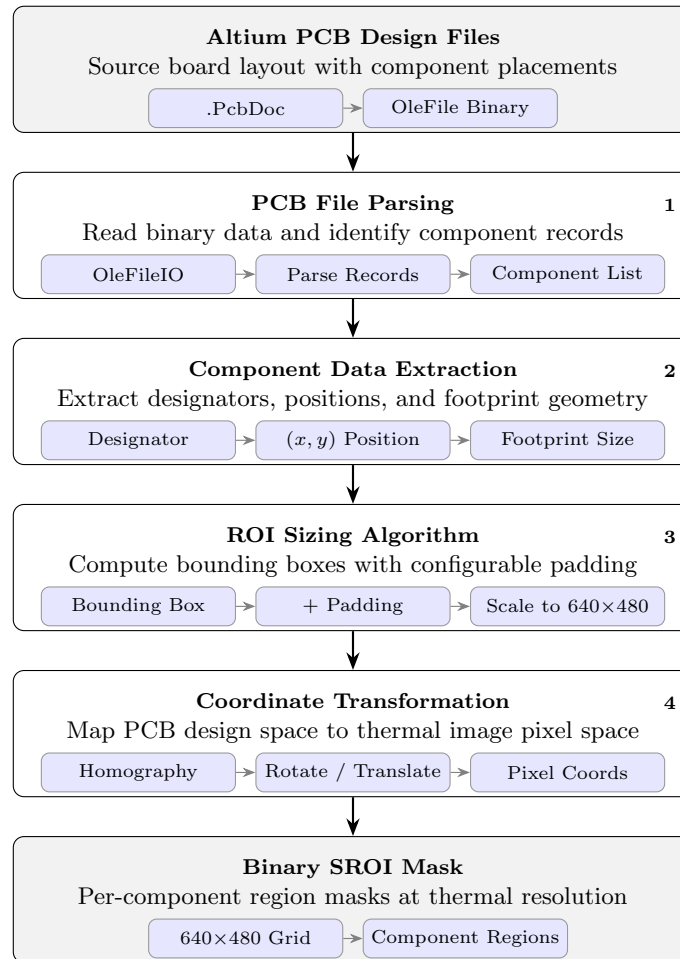 Altium PCB Design Files
Source board layout with component placements
.PcbDoc OleFile Binary
PCB File Parsing 1
Read binary data and identify component records
OleFileIO Parse Records Component List
Component Data Extraction 2
Extract designators, positions, and footprint geometry
Designator (x, y) Position Footprint Size
ROI Sizing Algorithm 3
Compute bounding boxes with configurable padding
Bounding Box + Padding Scale to 640×480
Coordinate Transformation 4
Map PCB design space to thermal image pixel space
Homography Rotate / Translate Pixel Coords
Binary SROI Mask
Per-component region masks at thermal resolution
640×480 Grid Component Regions